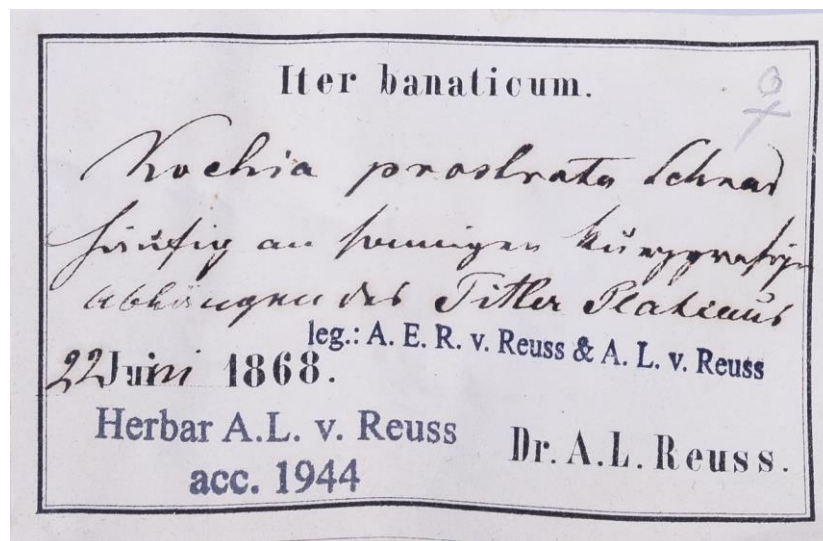 Iter banaticum.
Kochia prostrata Schrad
häufig an sonnigen kurzgrasigen
Abhängen des Titler Plateaus
leg.: A. E. R. v. Reuss & A. L. v. Reuss
22 Juni 1868.
Herbar A.L. v. Reuss
acc. 1944
Dr. A. L. Reuss.